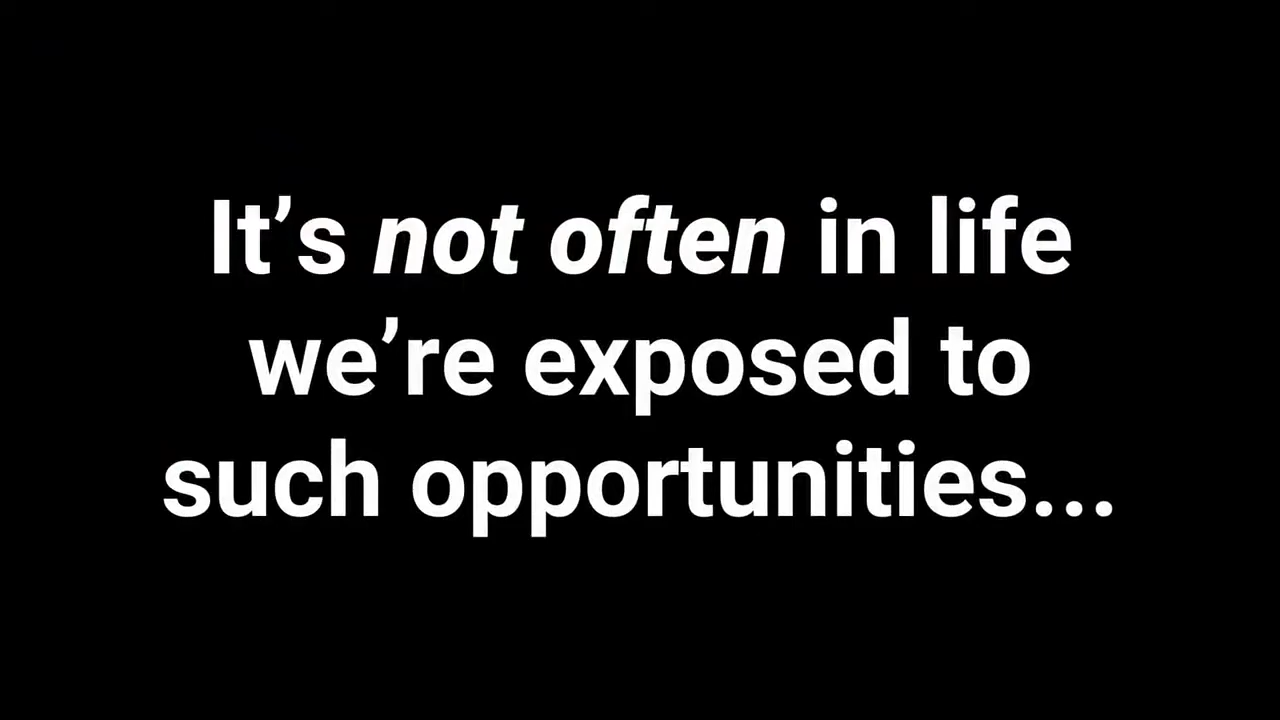 It’s not often in life
we’re exposed to
such opportunities...